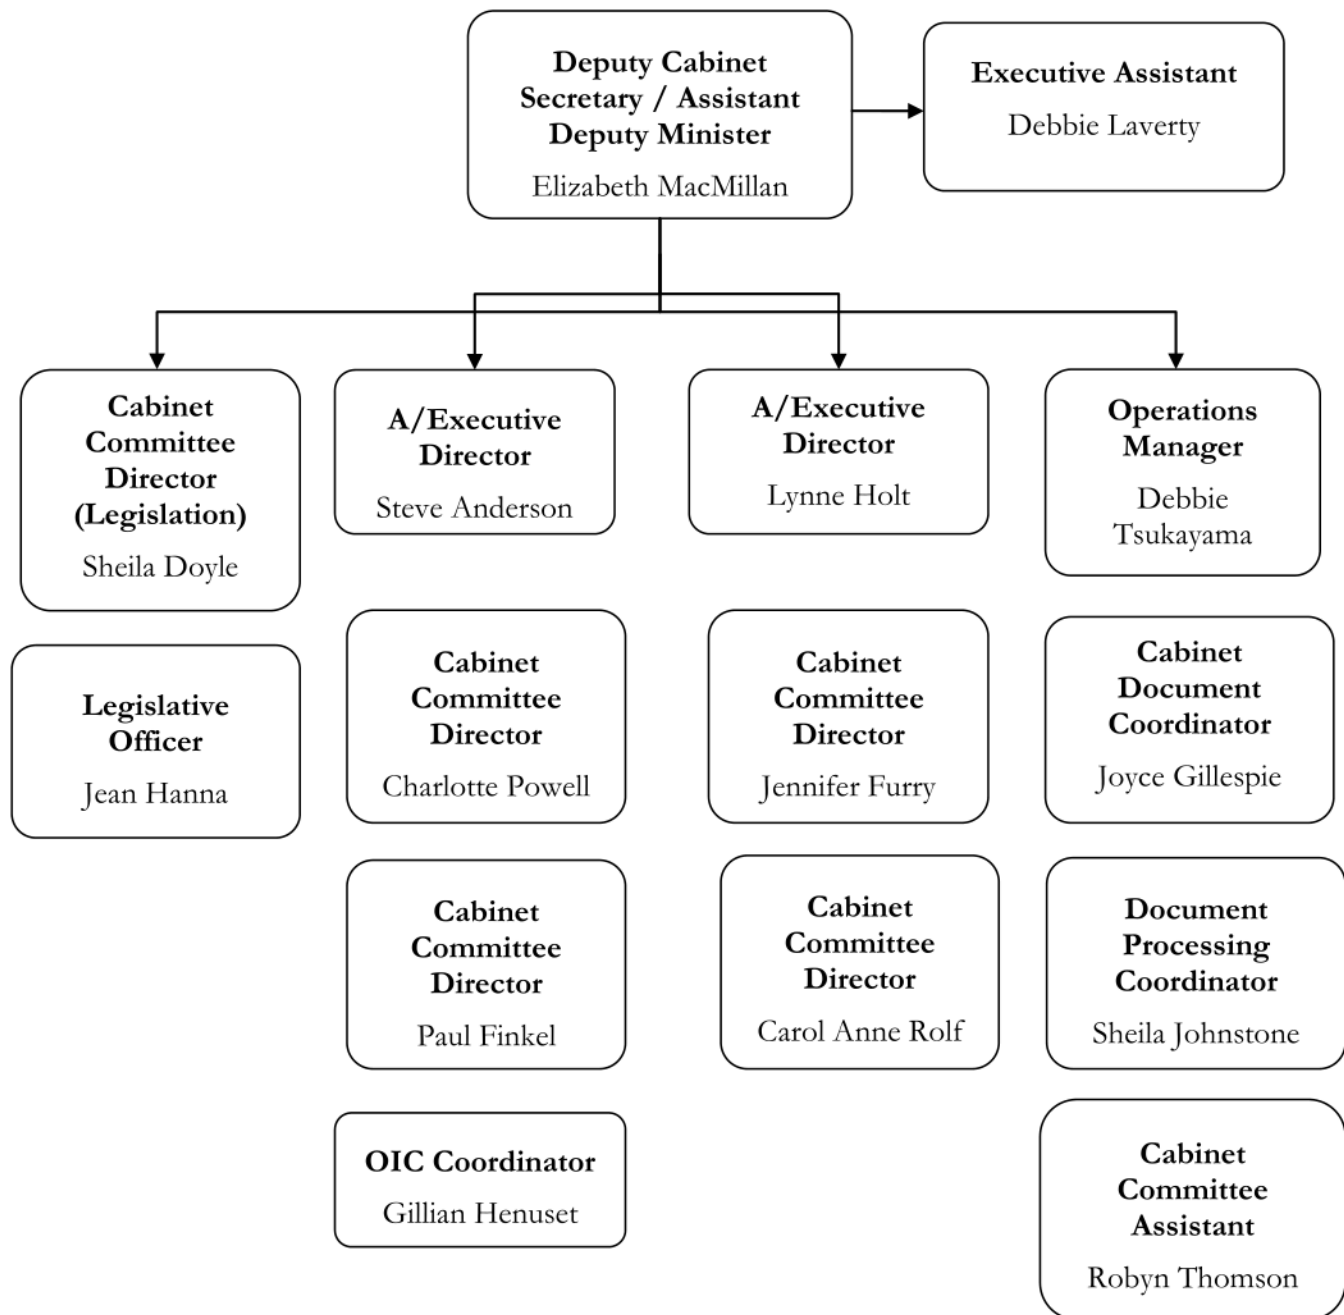 Deputy Cabinet
Secretary / Assistant
Deputy Minister
Elizabeth MacMillan
Executive Assistant
Debbie Laverty
Cabinet
Committee
Director
(Legislation)
Sheila Doyle
A/Executive
Director
Steve Anderson
A/Executive
Director
Lynne Holt
Operations
Manager
Debbie
Tsukayama
Legislative
Officer
Jean Hanna
Cabinet
Committee
Director
Charlotte Powell
Cabinet
Committee
Director
Jennifer Furry
Cabinet
Document
Coordinator
Joyce Gillespie
Cabinet
Committee
Director
Paul Finkel
Cabinet
Committee
Director
Carol Anne Rolf
Document
Processing
Coordinator
Sheila Johnstone
OIC Coordinator
Gillian Henuset
Cabinet
Committee
Assistant
Robyn Thomson